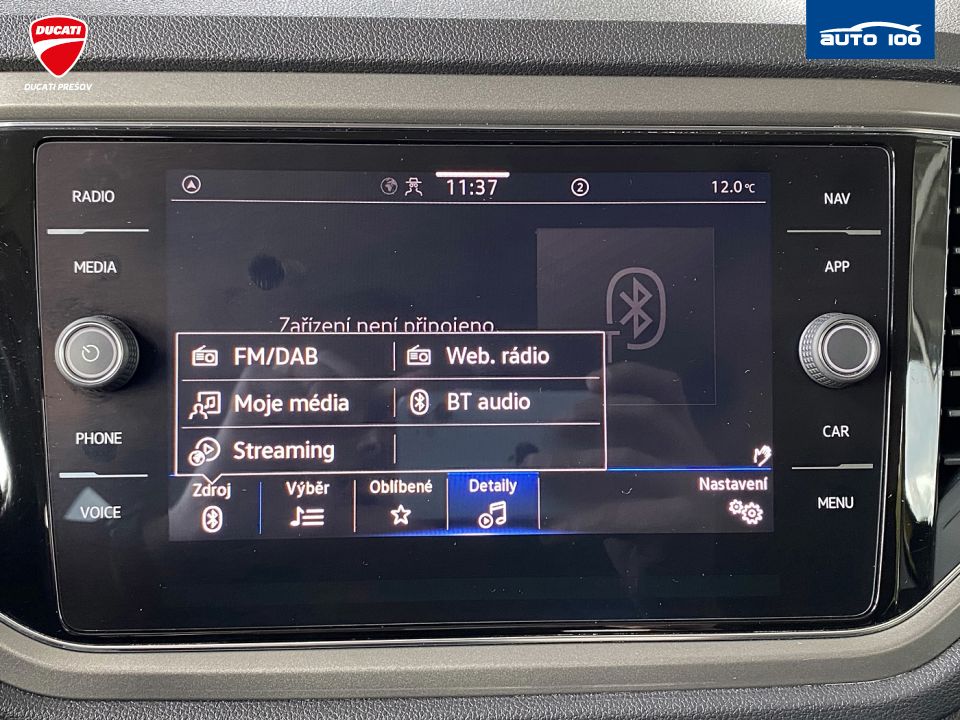 DUCATI
DUCATI PREŠOV
AUTO 100
RADIO
MEDIA
PHONE
VOICE
NAV
APP
CAR
MENU
11:37
2
12.0°C
Zařízení není připojeno.
FM/DAB
Web. rádio
Moje média
BT audio
Streaming
Zdroj
Výběr
Oblíbené
Detaily
Nastavení